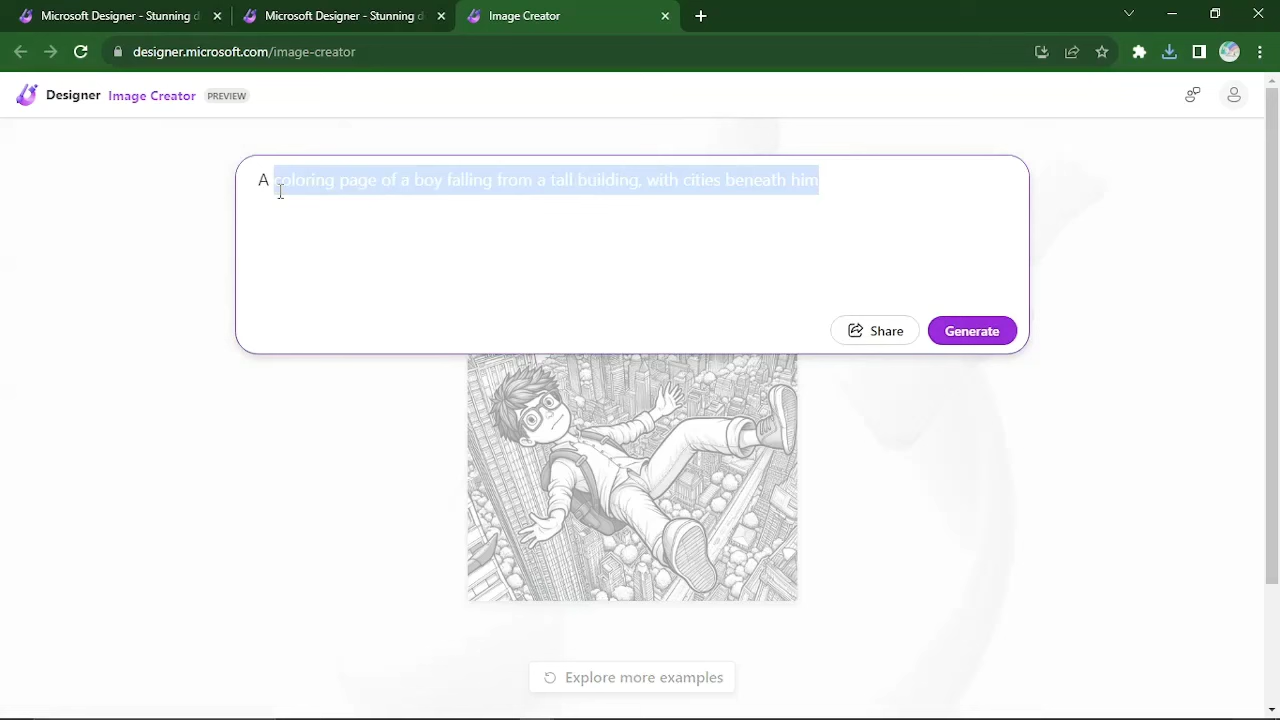 Microsoft Designer - Stunning d
Microsoft Designer - Stunning d
Image Creator
designer.microsoft.com/image-creator
Designer Image Creator PREVIEW
A coloring page of a boy falling from a tall building, with cities beneath him
Share
Generate
Explore more examples